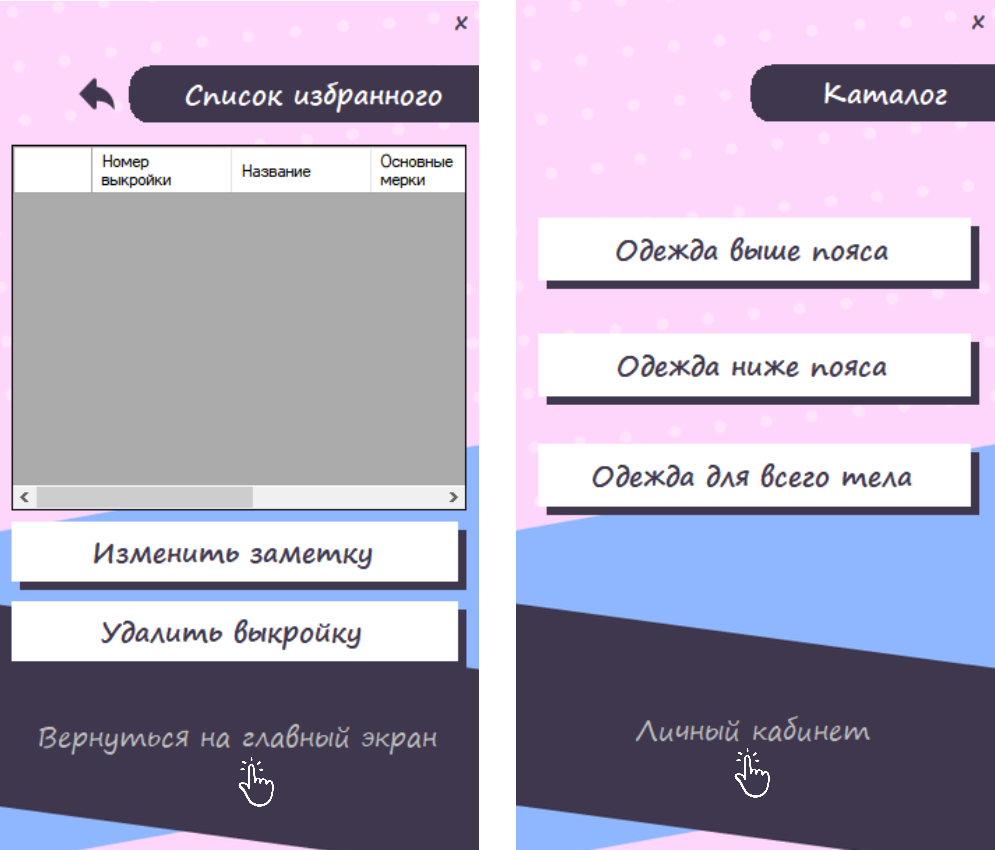 ✘
Список избранного
Номер
выкройки
Название
Основные
мерки
Изменить заметку
Удалить выкройку
Вернуться на главный экран
✘
Каталог
Одежда выше пояса
Одежда ниже пояса
Одежда для всего тела
Личный кабинет